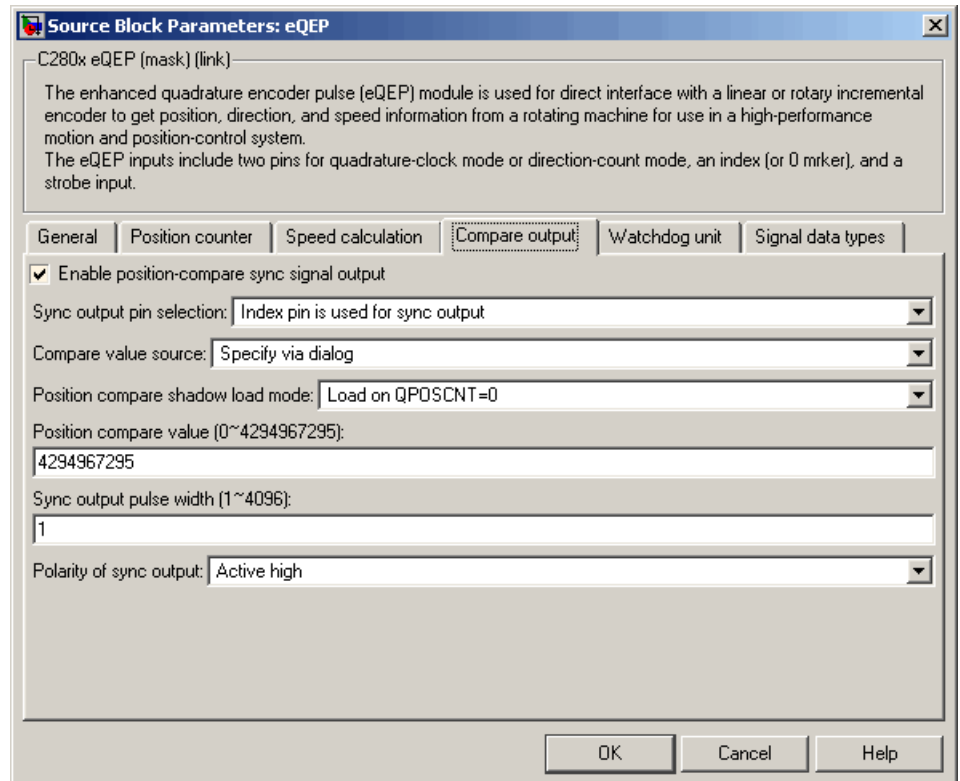 Source Block Parameters: eQEP
C280x eQEP (mask) (link)
The enhanced quadrature encoder pulse (eQEP) module is used for direct interface with a linear or rotary incremental
encoder to get position, direction, and speed information from a rotating machine for use in a high-performance
motion and position-control system.
The eQEP inputs include two pins for quadrature-clock mode or direction-count mode, an index (or 0 mrker), and a
strobe input.
General Position counter Speed calculation Compare output Watchdog unit Signal data types
Enable position-compare sync signal output
Sync output pin selection: Index pin is used for sync output
Compare value source: Specify via dialog
Position compare shadow load mode: Load on QPOSCNT=0
Position compare value (0~4294967295):
4294967295
Sync output pulse width (1~4096):
1
Polarity of sync output: Active high
OK Cancel Help